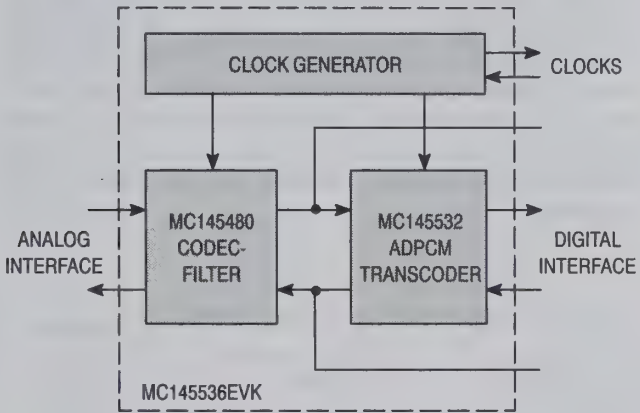 CLOCK GENERATOR
CLOCKS
MC145480
CODEC-
FILTER
MC145532
ADPCM
TRANSCODER
ANALOG
INTERFACE
DIGITAL
INTERFACE
MC145536EVK